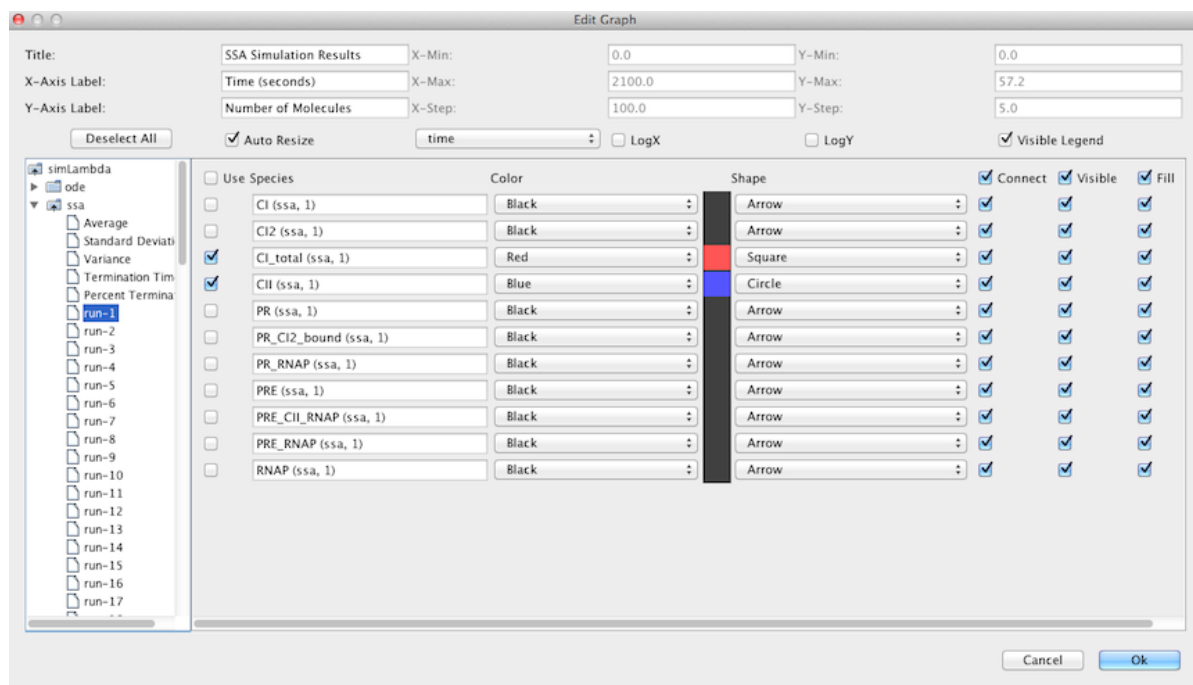 Edit Graph
Title: SSA Simulation Results X-Min: 0.0 Y-Min: 0.0
X-Axis Label: Time (seconds) X-Max: 2100.0 Y-Max: 57.2
Y-Axis Label: Number of Molecules X-Step: 100.0 Y-Step: 5.0
Deselect All Auto Resize time LogX LogY Visible Legend
simLambda
ode
ssa
Average
Standard Deviati
Variance
Termination Tim
Percent Termina
run-1
run-2
run-3
run-4
run-5
run-6
run-7
run-8
run-9
run-10
run-11
run-12
run-13
run-14
run-15
run-16
run-17
Use Species Color Shape Connect Visible Fill
CI (ssa, 1) Black Arrow
CI2 (ssa, 1) Black Arrow
CI_total (ssa, 1) Red Square
CII (ssa, 1) Blue Circle
PR (ssa, 1) Black Arrow
PR_CI2_bound (ssa, 1) Black Arrow
PR_RNAP (ssa, 1) Black Arrow
PRE (ssa, 1) Black Arrow
PRE_CII_RNAP (ssa, 1) Black Arrow
PRE_RNAP (ssa, 1) Black Arrow
RNAP (ssa, 1) Black Arrow
Cancel Ok